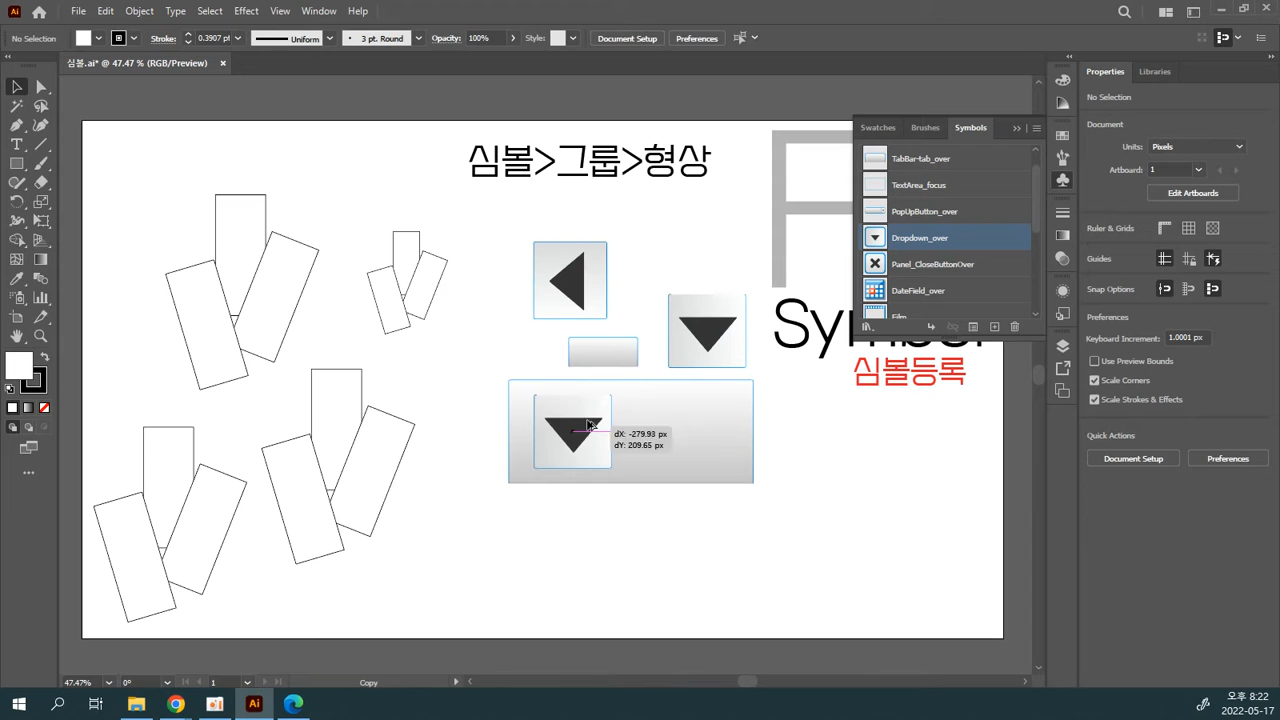 File Edit Object Type Select Effect View Window Help
No Selection Stroke: 0.3907 pt Uniform 3 pt. Round Opacity: 100% Style: Document Setup Preferences
심볼.ai* @ 47.47 % (RGB/Preview)
Properties Libraries
No Selection
Document
Units: Pixels
Artboard: 1
Edit Artboards
Ruler & Grids
Guides
Snap Options
Preferences
Keyboard Increment: 1.0001 px
Use Preview Bounds
Scale Corners
Scale Strokes & Effects
Quick Actions
Document Setup Preferences
Swatches Brushes Symbols
TabBar-tab_over
TextArea_focus
PopUpButton_over
Dropdown_over
Panel_CloseButtonOver
DateField_over
Film
심볼>그룹>형상
심볼등록
dX: -279.93 px
dY: 209.65 px
47.47% 0° 1 Copy
Ai
오후 8:22
2022-05-17